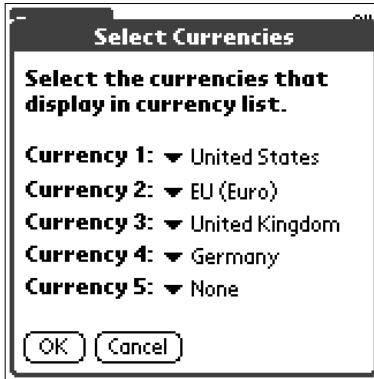 Select Currencies
Select the currencies that
display in currency list.
Currency 1: United States
Currency 2: EU (Euro)
Currency 3: United Kingdom
Currency 4: Germany
Currency 5: None
OK Cancel